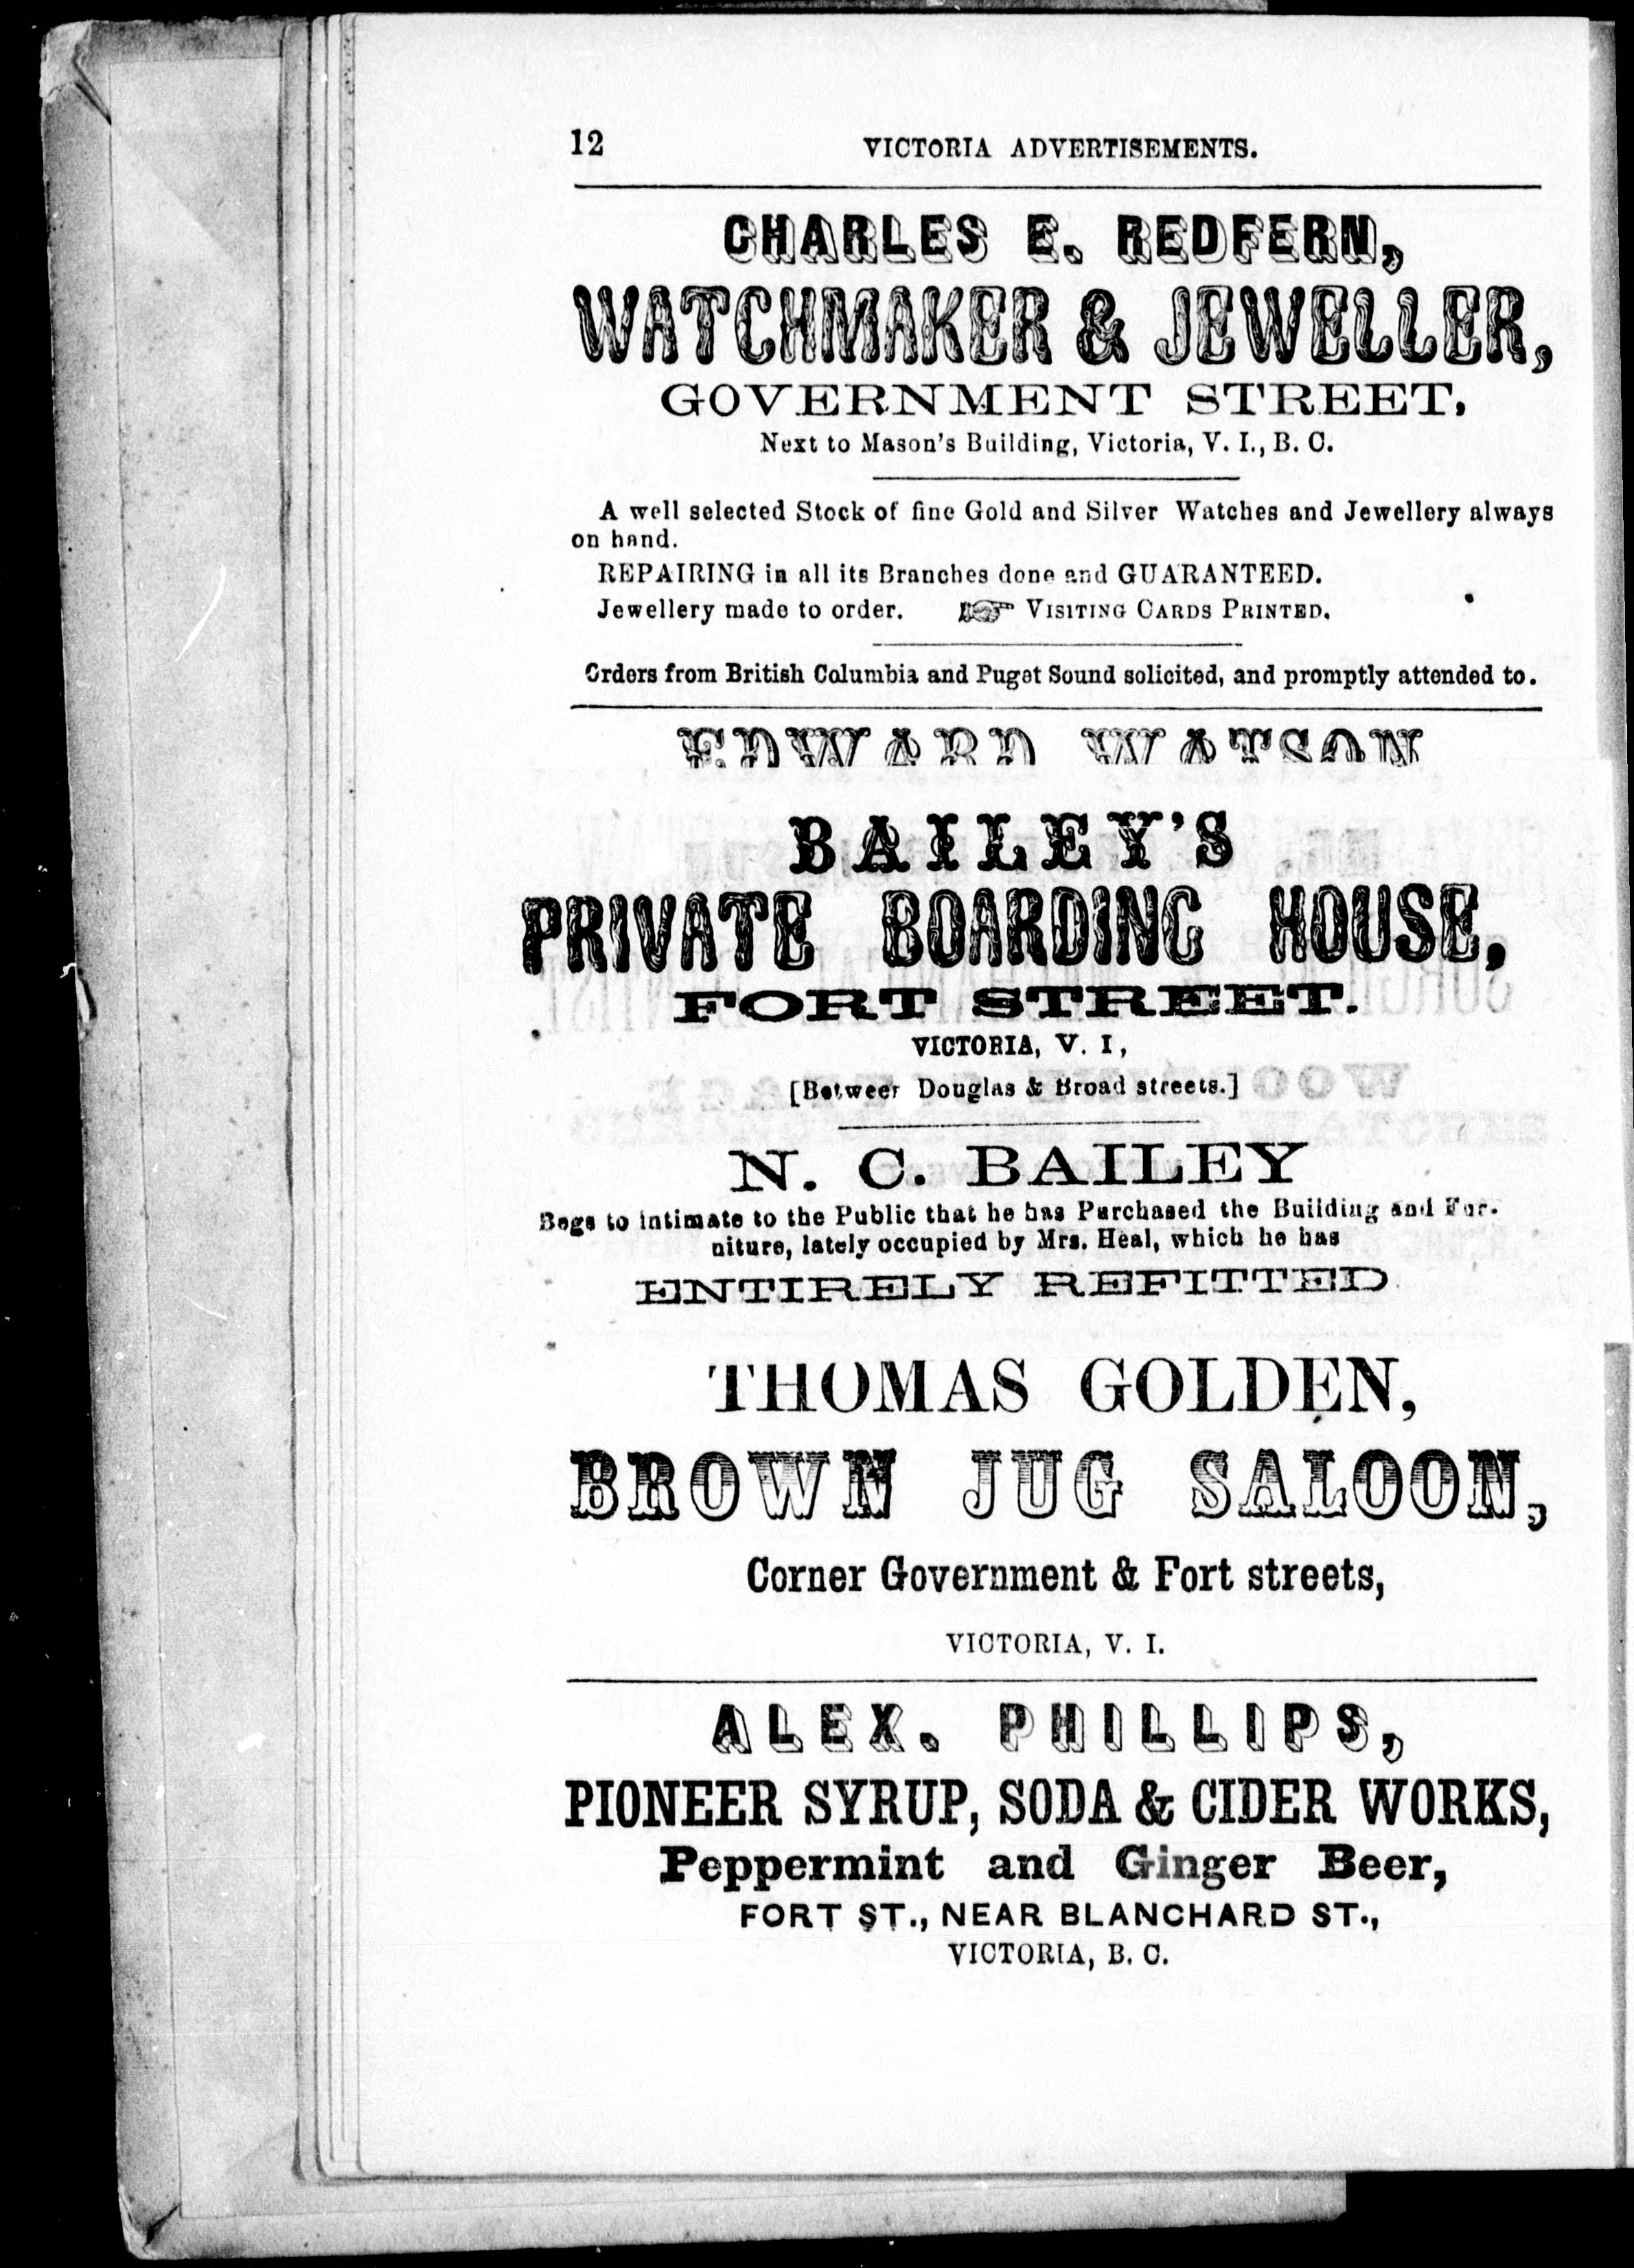 12 VICTORIA ADVERTISEMENTS.
CHARLES E. REDFERN,
WATCHMAKER & JEWELLER,
GOVERNMENT STREET,
Next to Mason's Building, Victoria, V. I., B. C.
A well selected Stock of fine Gold and Silver Watches and Jewellery always
on hand.
REPAIRING in all its Branches done and GUARANTEED.
Jewellery made to order. ☞ VISITING CARDS PRINTED.
Orders from British Columbia and Puget Sound solicited, and promptly attended to.
EDWARD WATSON
BAILEY'S
PRIVATE BOARDING HOUSE,
FORT STREET.
VICTORIA, V. I,
[Between Douglas & Broad streets.]
N. C. BAILEY
Begs to intimate to the Public that he has Purchased the Building and Fur-
niture, lately occupied by Mrs. Heal, which he has
ENTIRELY REFITTED
THOMAS GOLDEN,
BROWN JUG SALOON,
Corner Government & Fort streets,
VICTORIA, V. I.
ALEX. PHILLIPS,
PIONEER SYRUP, SODA & CIDER WORKS,
Peppermint and Ginger Beer,
FORT ST., NEAR BLANCHARD ST.,
VICTORIA, B. C.